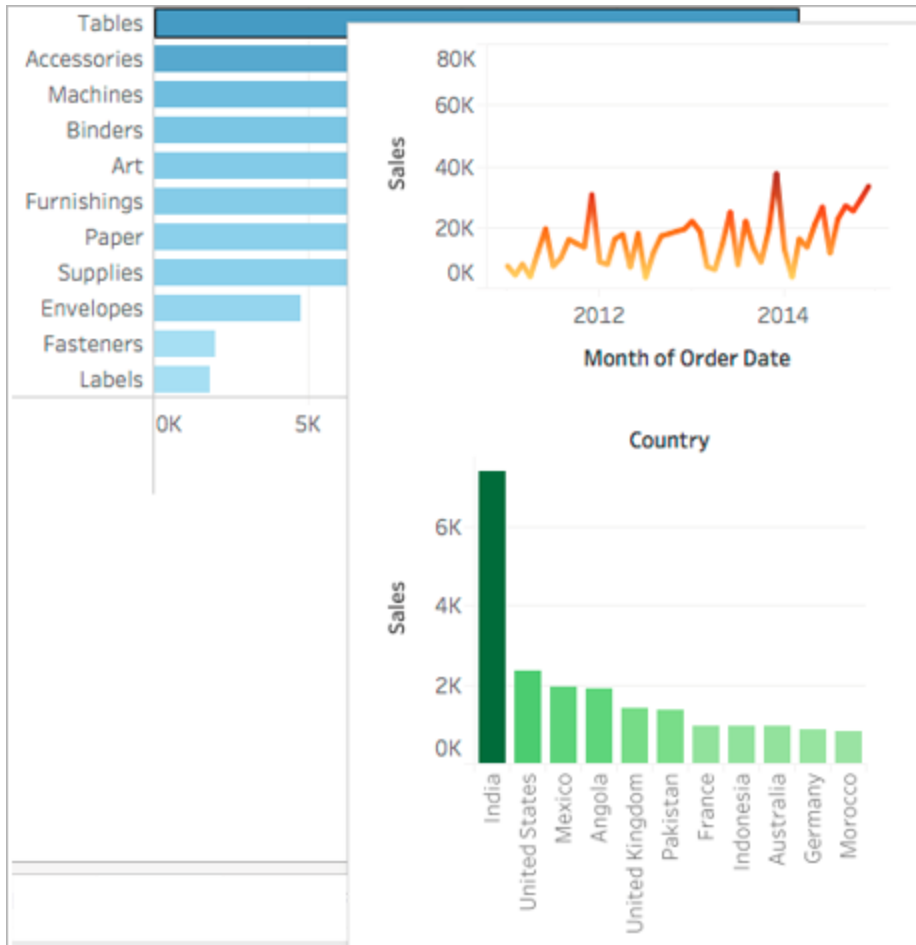 Tables
Accessories
Machines
Binders
Art
Furnishings
Paper
Supplies
Envelopes
Fasteners
Labels
0K
5K
80K
60K
40K
20K
0K
Sales
2012
2014
Month of Order Date
Country
6K
4K
2K
0K
Sales
India
United States
Mexico
Angola
United Kingdom
Pakistan
France
Indonesia
Australia
Germany
Morocco